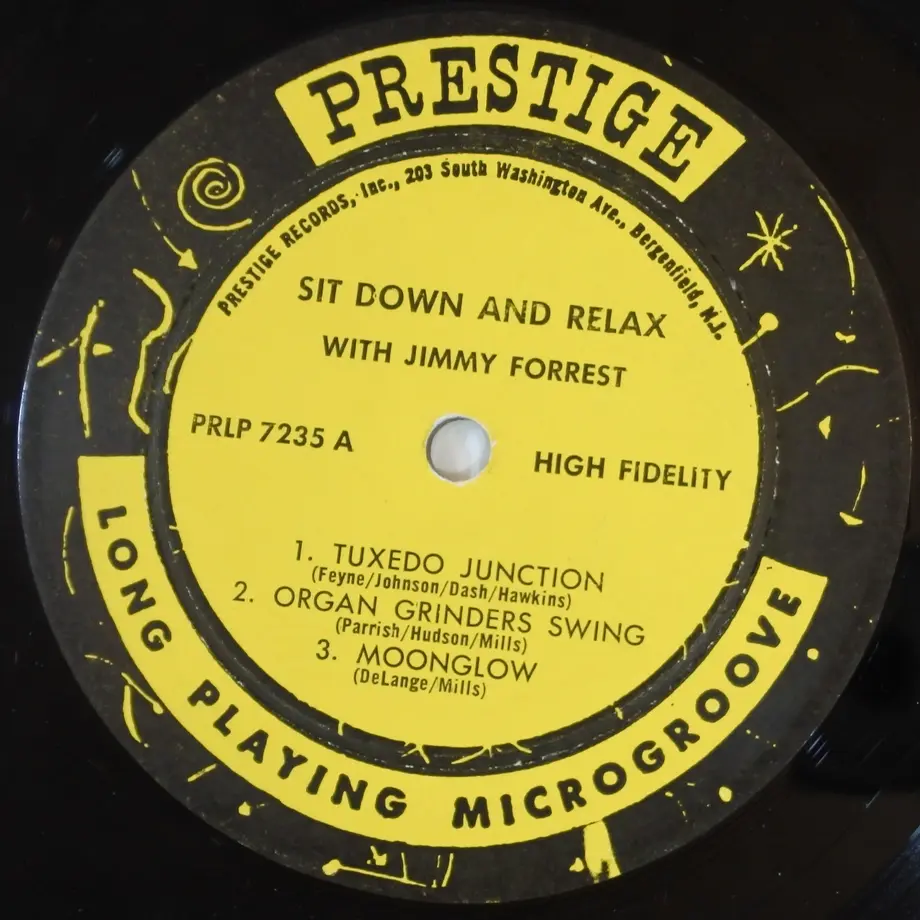 PRESTIGE
PRESTIGE RECORDS, Inc., 203 South Washington Ave., Bergenfield, N.J.
SIT DOWN AND RELAX
WITH JIMMY FORREST
PRLP 7235 A
HIGH FIDELITY
1. TUXEDO JUNCTION
(Feyne/Johnson/Dash/Hawkins)
2. ORGAN GRINDERS SWING
(Parrish/Hudson/Mills)
3. MOONGLOW
(DeLange/Mills)
LONG PLAYING MICROGROOVE